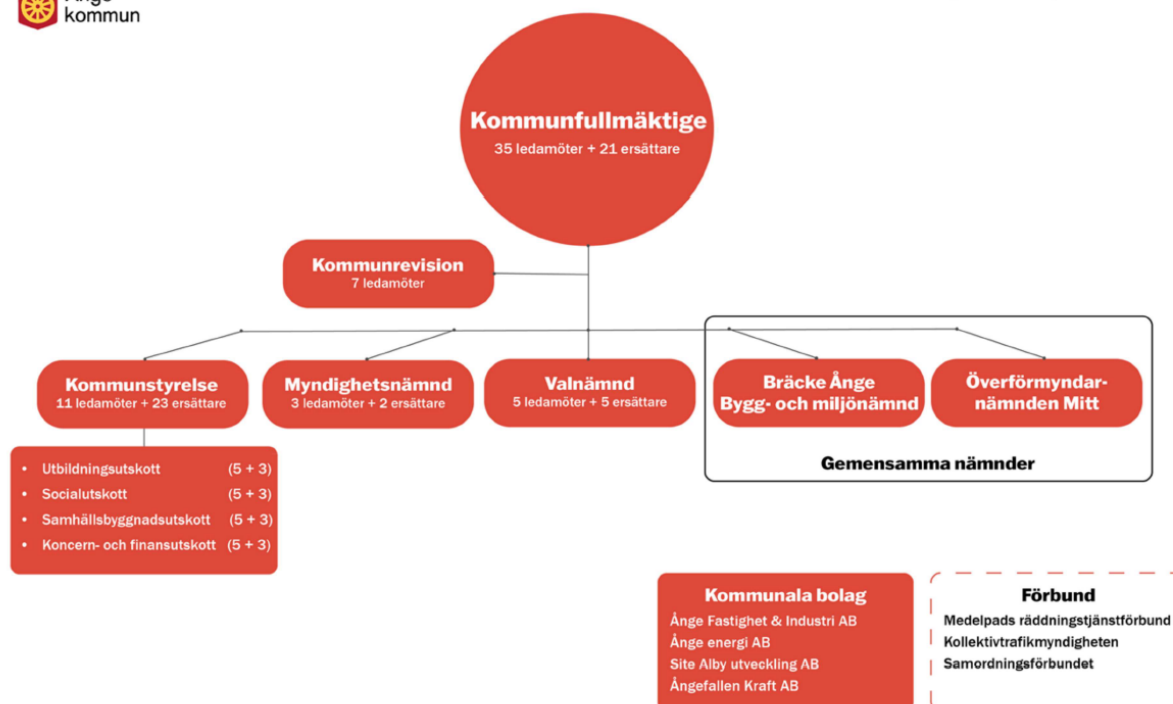 Ånge
kommun
Kommunfullmäktige
35 ledamöter + 21 ersättare
Kommunrevision
7 ledamöter
Kommunstyrelse
11 ledamöter + 23 ersättare
Myndighetsnämnd
3 ledamöter + 2 ersättare
Valnämnd
5 ledamöter + 5 ersättare
Bräcke Ånge
Bygg- och miljönämnd
Överförmyndar-
nämnden Mitt
Gemensamma nämnder
• Utbildningsutskott (5 + 3)
• Socialutskott (5 + 3)
• Samhällsbyggnadsutskott (5 + 3)
• Koncern- och finansutskott (5 + 3)
Kommunala bolag
Ånge Fastighet & Industri AB
Ånge energi AB
Site Alby utveckling AB
Ångefallen Kraft AB
Förbund
Medelpads räddningstjänstförbund
Kollektivtrafikmyndigheten
Samordningsförbundet